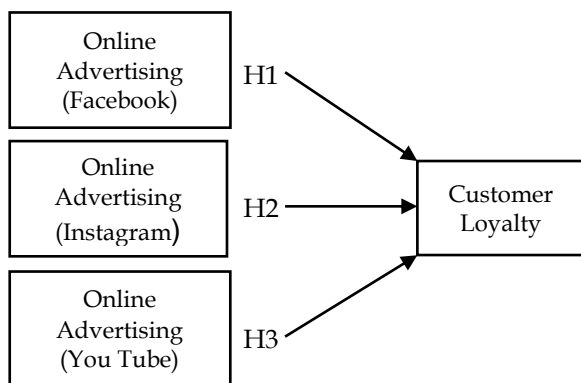 Online
Advertising
(Facebook)
H1
Online
Advertising
(Instagram)
H2
Customer
Loyalty
Online
Advertising
(You Tube)
H3